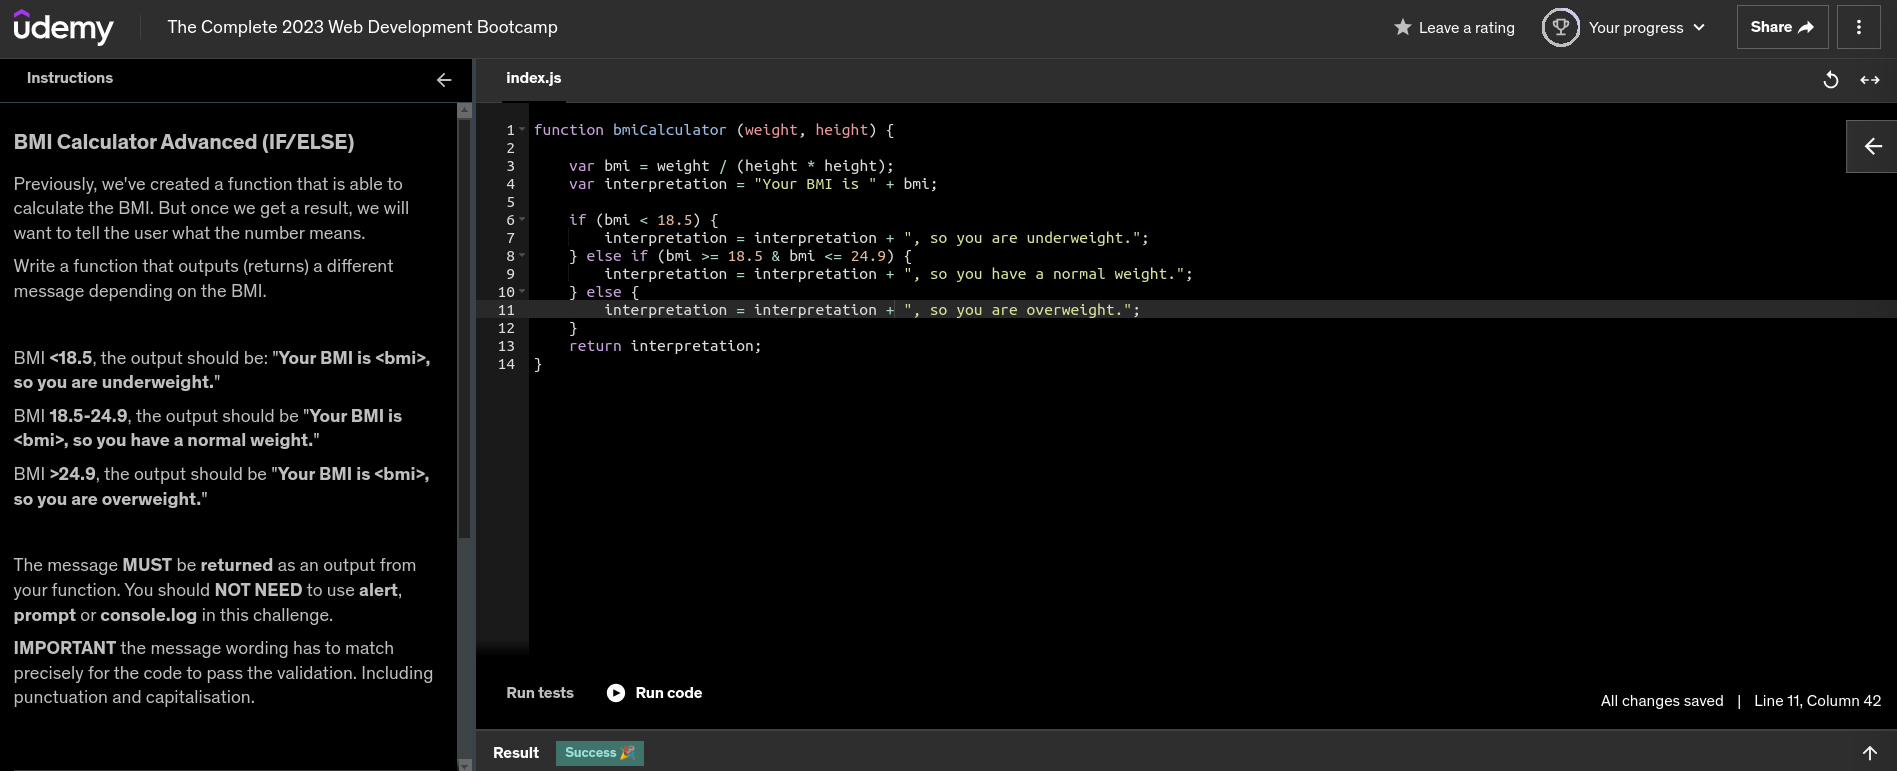 udemy
The Complete 2023 Web Development Bootcamp
Leave a rating
Your progress
Share
Instructions
BMI Calculator Advanced (IF/ELSE)
Previously, we've created a function that is able to
calculate the BMI. But once we get a result, we will
want to tell the user what the number means.
Write a function that outputs (returns) a different
message depending on the BMI.
BMI <18.5, the output should be: "Your BMI is <bmi>,
so you are underweight."
BMI 18.5-24.9, the output should be "Your BMI is
<bmi>, so you have a normal weight."
BMI >24.9, the output should be "Your BMI is <bmi>,
so you are overweight."
The message MUST be returned as an output from
your function. You should NOT NEED to use alert,
prompt or console.log in this challenge.
IMPORTANT the message wording has to match
precisely for the code to pass the validation. Including
punctuation and capitalisation.
index.js
1 function bmiCalculator (weight, height) {
2
3     var bmi = weight / (height * height);
4     var interpretation = "Your BMI is " + bmi;
5
6     if (bmi < 18.5) {
7         interpretation = interpretation + ", so you are underweight.";
8     } else if (bmi >= 18.5 & bmi <= 24.9) {
9         interpretation = interpretation + ", so you have a normal weight.";
10     } else {
11         interpretation = interpretation + ", so you are overweight.";
12     }
13     return interpretation;
14 }
Run tests
Run code
All changes saved | Line 11, Column 42
Result
Success 🎉